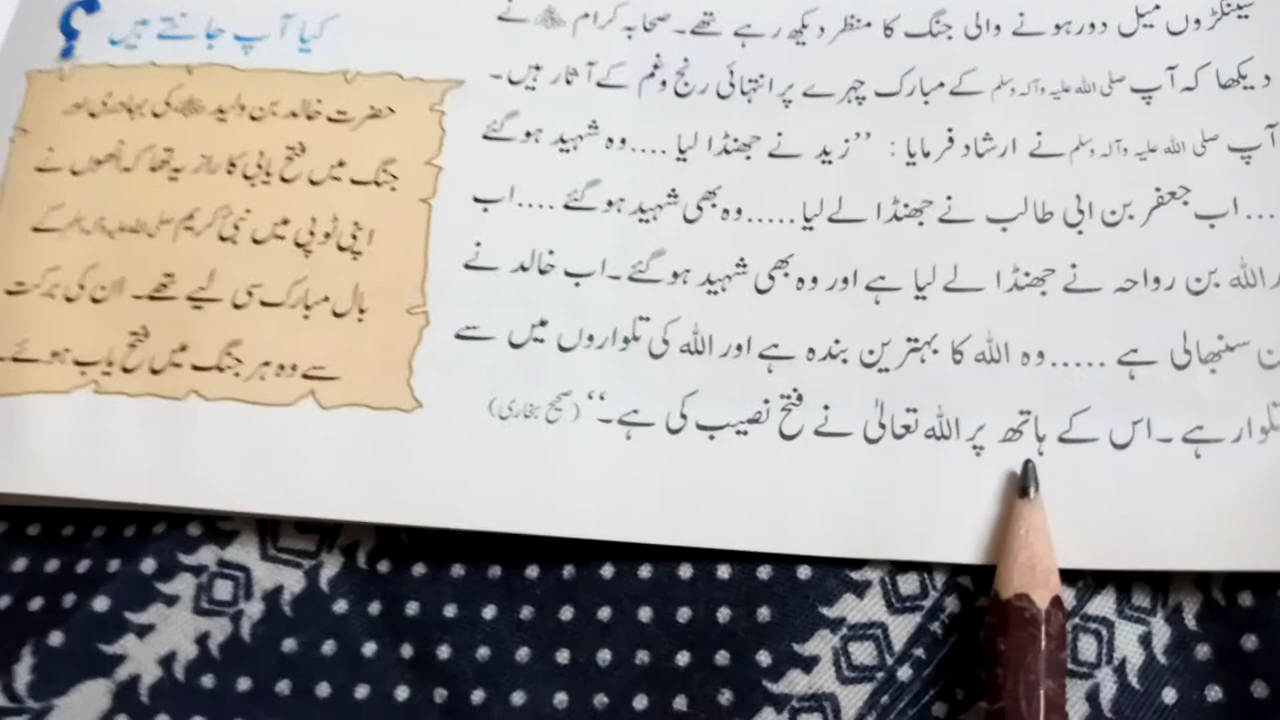 سینکڑوں میل دور ہونے والی جنگ کا منظر دیکھ رہے تھے۔ صحابہ کرام رضی اللہ عنہم نے
دیکھا کہ آپ صلی اللہ علیہ وآلہ وسلم کے مبارک چہرے پر انتہائی رنج و غم کے آثار ہیں۔
آپ صلی اللہ علیہ وآلہ وسلم نے ارشاد فرمایا : ’’زید نے جھنڈا لیا ....وہ شہید ہو گئے
...اب جعفر بن ابی طالب نے جھنڈا لے لیا.....وہ بھی شہید ہو گئے ....اب
اللہ بن رواحہ نے جھنڈا لے لیا ہے اور وہ بھی شہید ہو گئے۔اب خالد نے
سنبھالی ہے .....وہ اللہ کا بہترین بندہ ہے اور اللہ کی تلواروں میں سے
تلوار ہے ۔اس کے ہاتھ پر اللہ تعالیٰ نے فتح نصیب کی ہے۔‘‘ (صحیح بخاری)
کیا آپ جانتے ہیں ؟
حضرت خالد بن ولید رضی اللہ عنہ کی بہادری اور
جنگ میں فتح یابی کا راز یہ تھا کہ انھوں نے
اپنی ٹوپی میں نبی کریم صلی اللہ علیہ وآلہ وسلم کے
بال مبارک سی لیے تھے۔ ان کی برکت
سے وہ ہر جنگ میں فتح یاب ہوئے۔